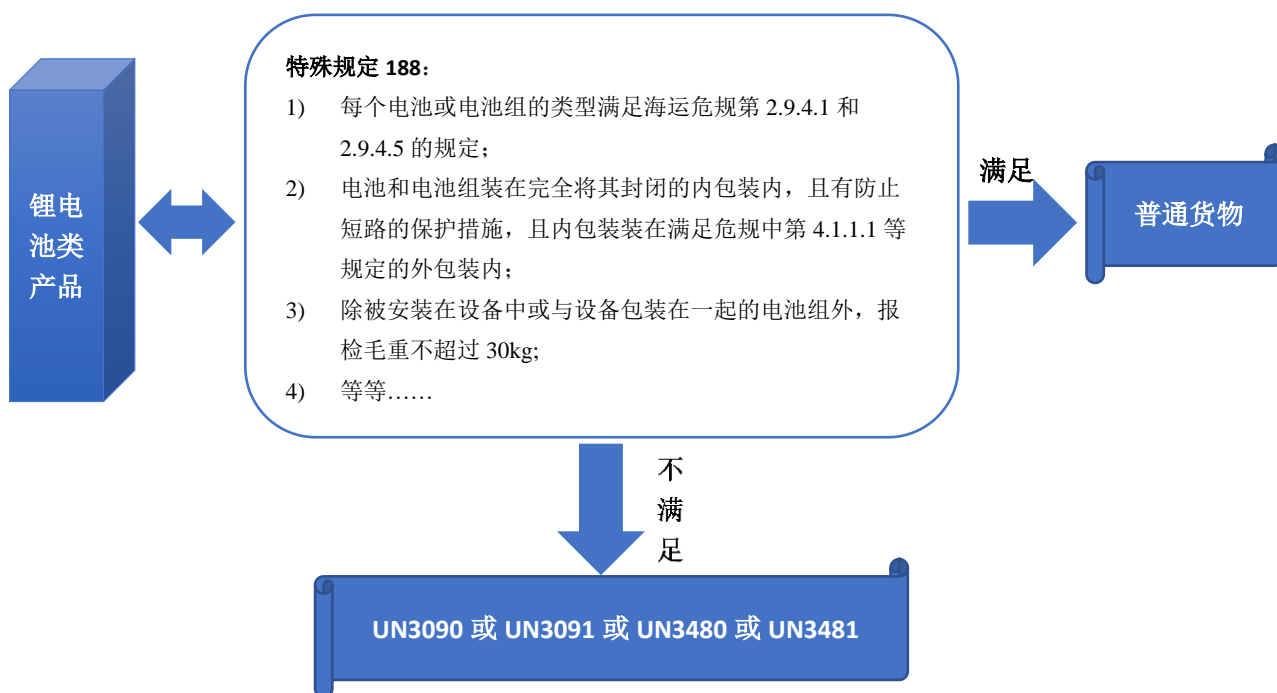 锂电
池类
产品
特殊规定 188：
1) 每个电池或电池组的类型满足海运危规第 2.9.4.1 和
2.9.4.5 的规定；
2) 电池和电池组装在完全将其封闭的内包装内，且有防止
短路的保护措施，且内包装装在满足危规中第 4.1.1.1 等
规定的外包装内；
3) 除被安装在设备中或与设备包装在一起的电池组外，报
检毛重不超过 30kg;
4) 等等……
满足
普通货物
不
满
足
UN3090 或 UN3091 或 UN3480 或 UN3481